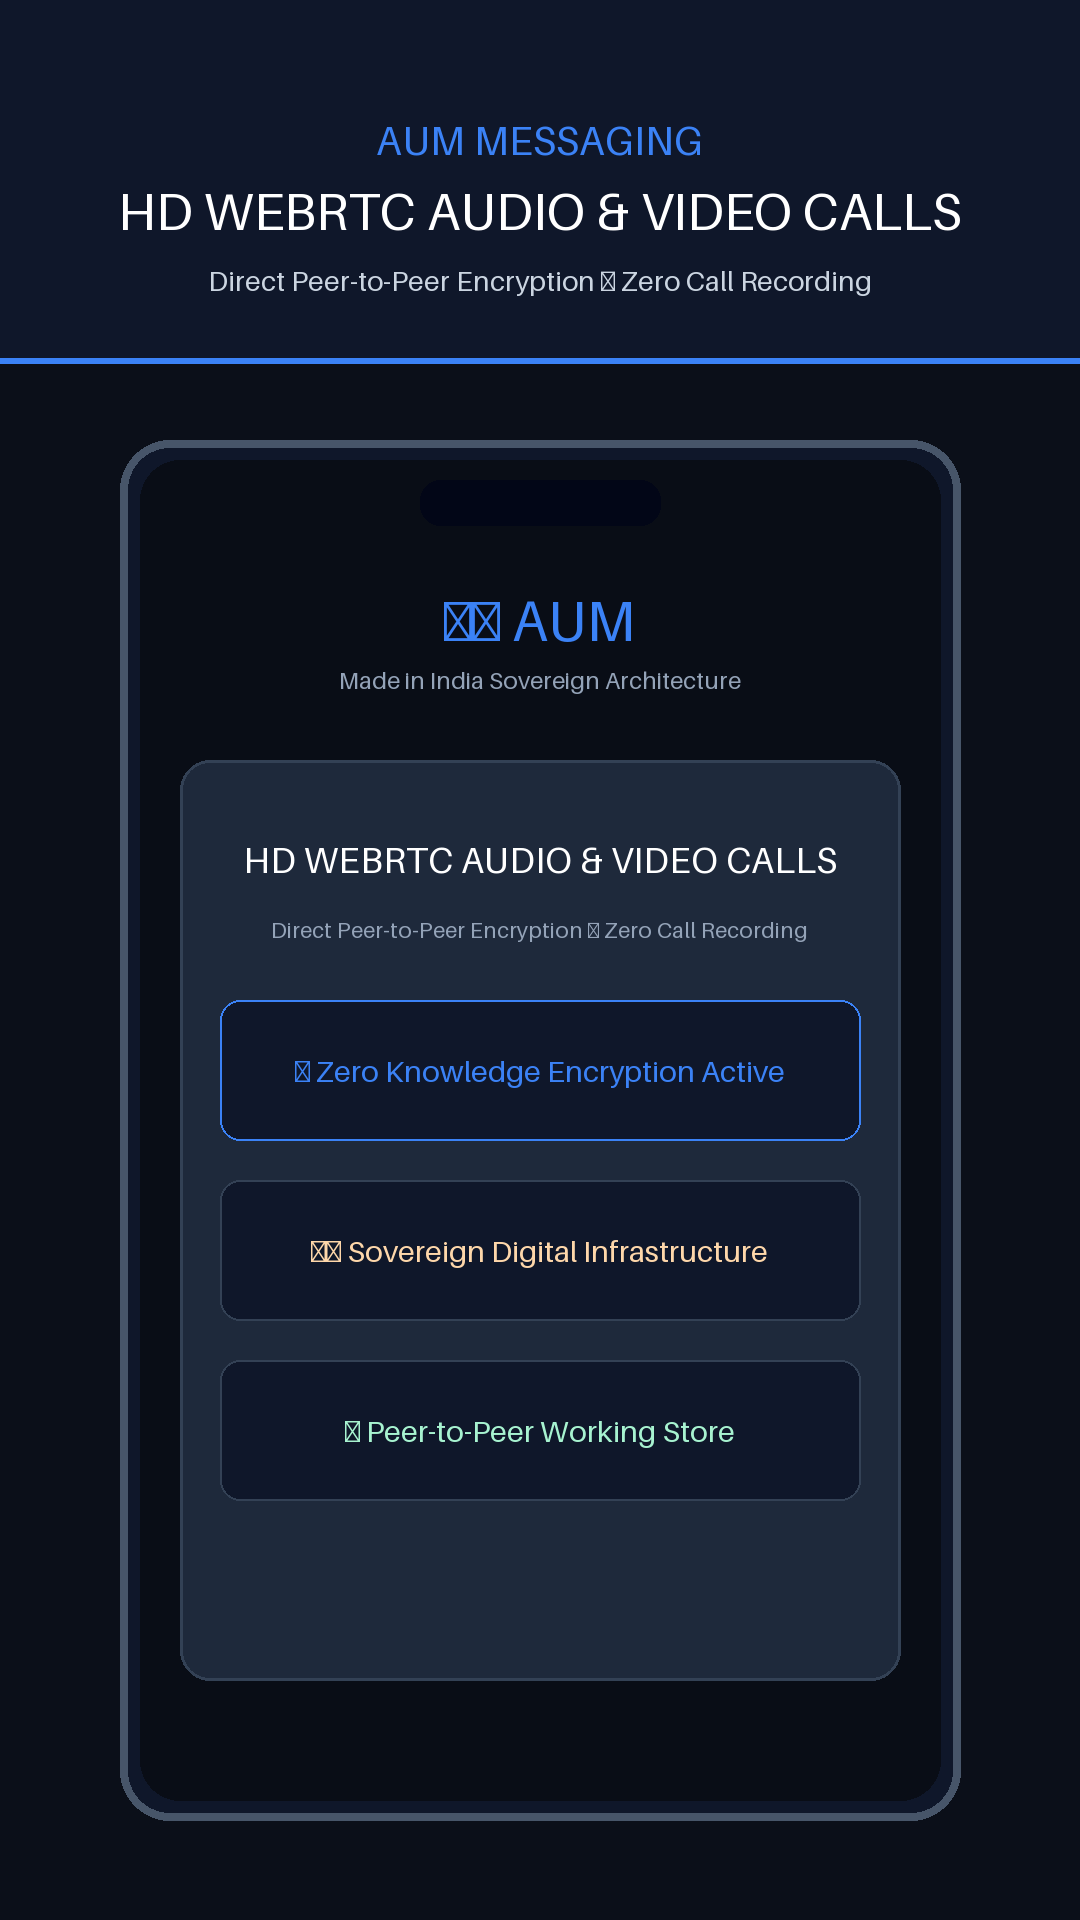 AUM MESSAGING
HD WEBRTC AUDIO & VIDEO CALLS
Direct Peer-to-Peer Encryption Zero Call Recording
AUM
Made in India Sovereign Architecture
HD WEBRTC AUDIO & VIDEO CALLS
Direct Peer-to-Peer Encryption Zero Call Recording
Zero Knowledge Encryption Active
Sovereign Digital Infrastructure
Peer-to-Peer Working Store